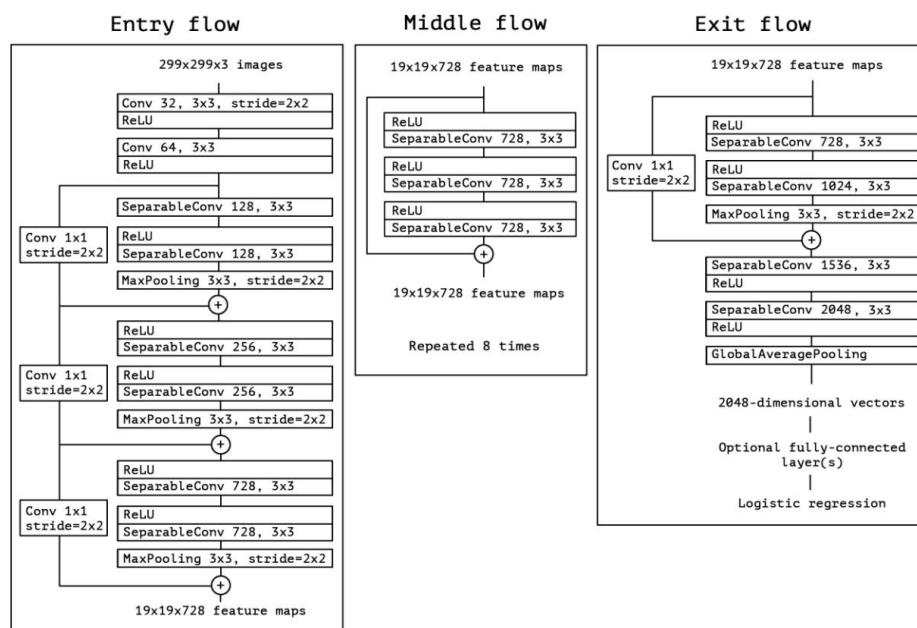 Entry flow
299x299x3 images
Conv 32, 3x3, stride=2x2
ReLU
Conv 64, 3x3
ReLU
SeparableConv 128, 3x3
Conv 1x1
stride=2x2
ReLU
SeparableConv 128, 3x3
MaxPooling 3x3, stride=2x2
+
ReLU
SeparableConv 256, 3x3
Conv 1x1
stride=2x2
ReLU
SeparableConv 256, 3x3
MaxPooling 3x3, stride=2x2
+
ReLU
SeparableConv 728, 3x3
Conv 1x1
stride=2x2
ReLU
SeparableConv 728, 3x3
MaxPooling 3x3, stride=2x2
+
19x19x728 feature maps
Middle flow
19x19x728 feature maps
ReLU
SeparableConv 728, 3x3
ReLU
SeparableConv 728, 3x3
ReLU
SeparableConv 728, 3x3
+
19x19x728 feature maps
Repeated 8 times
Exit flow
19x19x728 feature maps
ReLU
SeparableConv 728, 3x3
Conv 1x1
stride=2x2
ReLU
SeparableConv 1024, 3x3
MaxPooling 3x3, stride=2x2
+
SeparableConv 1536, 3x3
ReLU
SeparableConv 2048, 3x3
ReLU
GlobalAveragePooling
2048-dimensional vectors
Optional fully-connected
layer(s)
Logistic regression